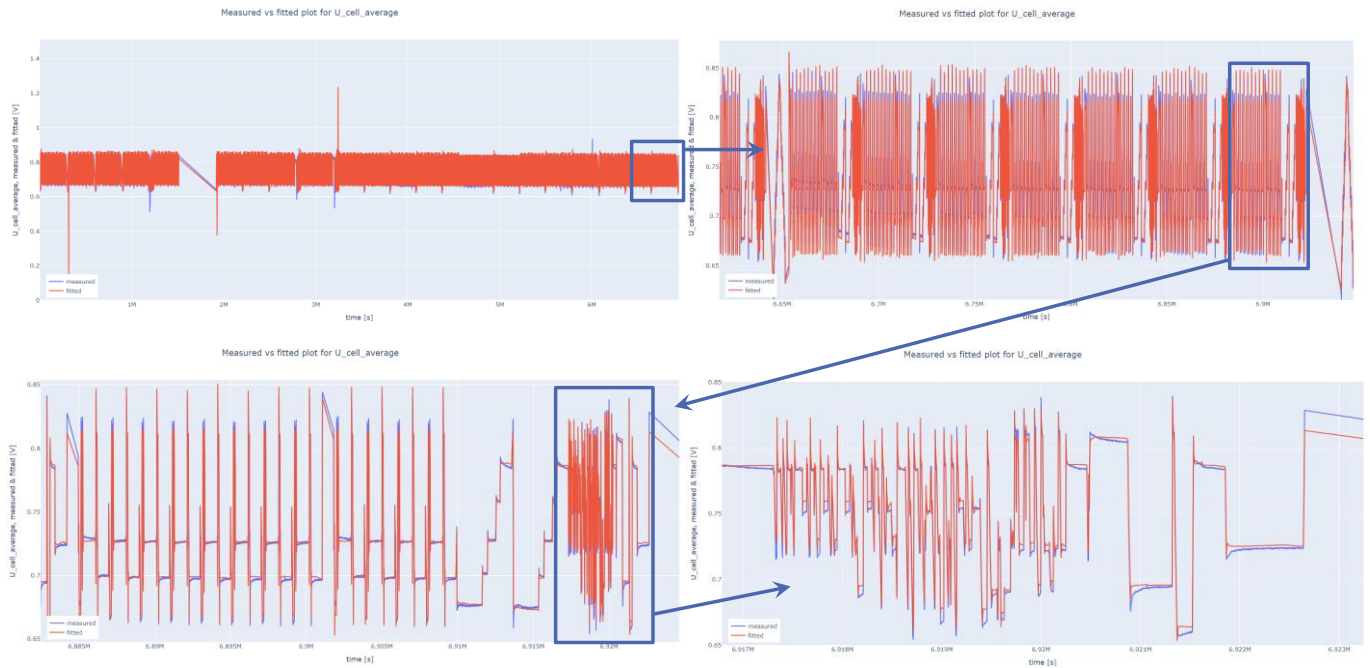 Measured vs fitted plot for U_cell_average
U_cell_average, measured & fitted [V]
1.4
1.2
1
0.8
0.6
0.4
0.2
0
measured
fitted
1M
2M
3M
4M
5M
6M
time [s]
Measured vs fitted plot for U_cell_average
U_cell_average, measured & fitted [V]
0.85
0.8
0.75
0.7
0.65
measured
fitted
6.65M
6.7M
6.75M
6.85M
6.9M
time [s]
Measured vs fitted plot for U_cell_average
U_cell_average, measured & fitted [V]
0.85
0.8
0.75
0.7
0.65
measured
fitted
6.885M
6.89M
6.895M
6.9M
6.905M
6.91M
6.915M
6.92M
time [s]
Measured vs fitted plot for U_cell_average
U_cell_average, measured & fitted [V]
0.85
0.8
0.75
0.7
0.65
measured
fitted
6.917M
6.918M
6.919M
6.92M
6.921M
6.922M
6.923M
time [s]